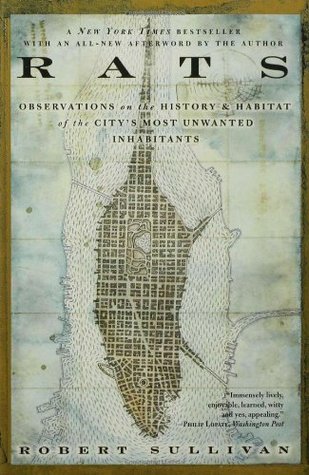 A NEW YORK TIMES BESTSELLER
WITH AN ALL-NEW AFTERWORD BY THE AUTHOR
RATS
OBSERVATIONS on the HISTORY & HABITAT
of the CITY'S MOST UNWANTED
INHABITANTS
"Immensely lively,
enjoyable, learned, witty
and yes, appealing."
PHILIP LOPATE, Washington Post
ROBERT SULLIVAN